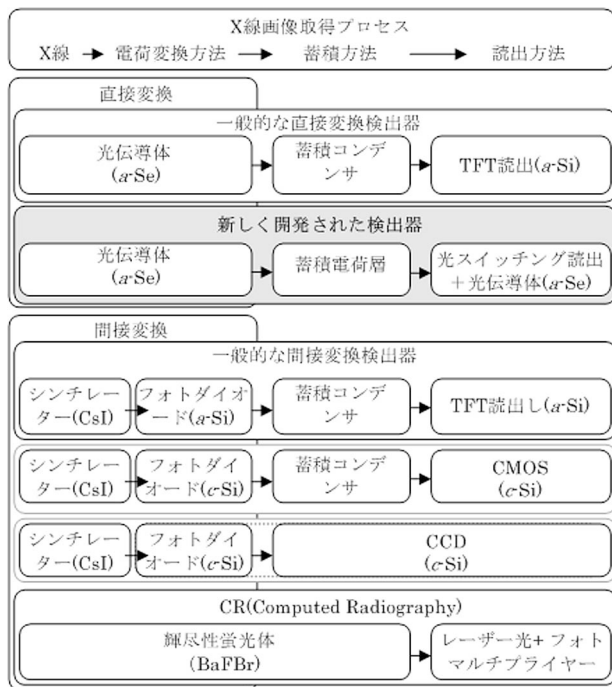 X線画像取得プロセス
X線 電荷変換方法 蓄積方法 読出方法
直接変換
一般的な直接変換検出器
光伝導体
(a-Se)
蓄積コンデ
ンサ
TFT読出(a-Si)
新しく開発された検出器
光伝導体
(a-Se)
蓄積電荷層
光スイッチング読出
＋光伝導体(a-Se)
間接変換
一般的な間接変換検出器
シンチレー
ター(CsI)
フォトダイオ
ード(a-Si)
蓄積コンデ
ンサ
TFT読出し(a-Si)
シンチレー
ター(CsI)
フォトダイ
オード(c-Si)
蓄積コンデ
ンサ
CMOS
(c-Si)
シンチレー
ター(CsI)
フォトダイ
オード(c-Si)
CCD
(c-Si)
CR(Computed Radiography)
輝尽性蛍光体
(BaFBr)
レーザー光+ フォト
マルチプライヤー